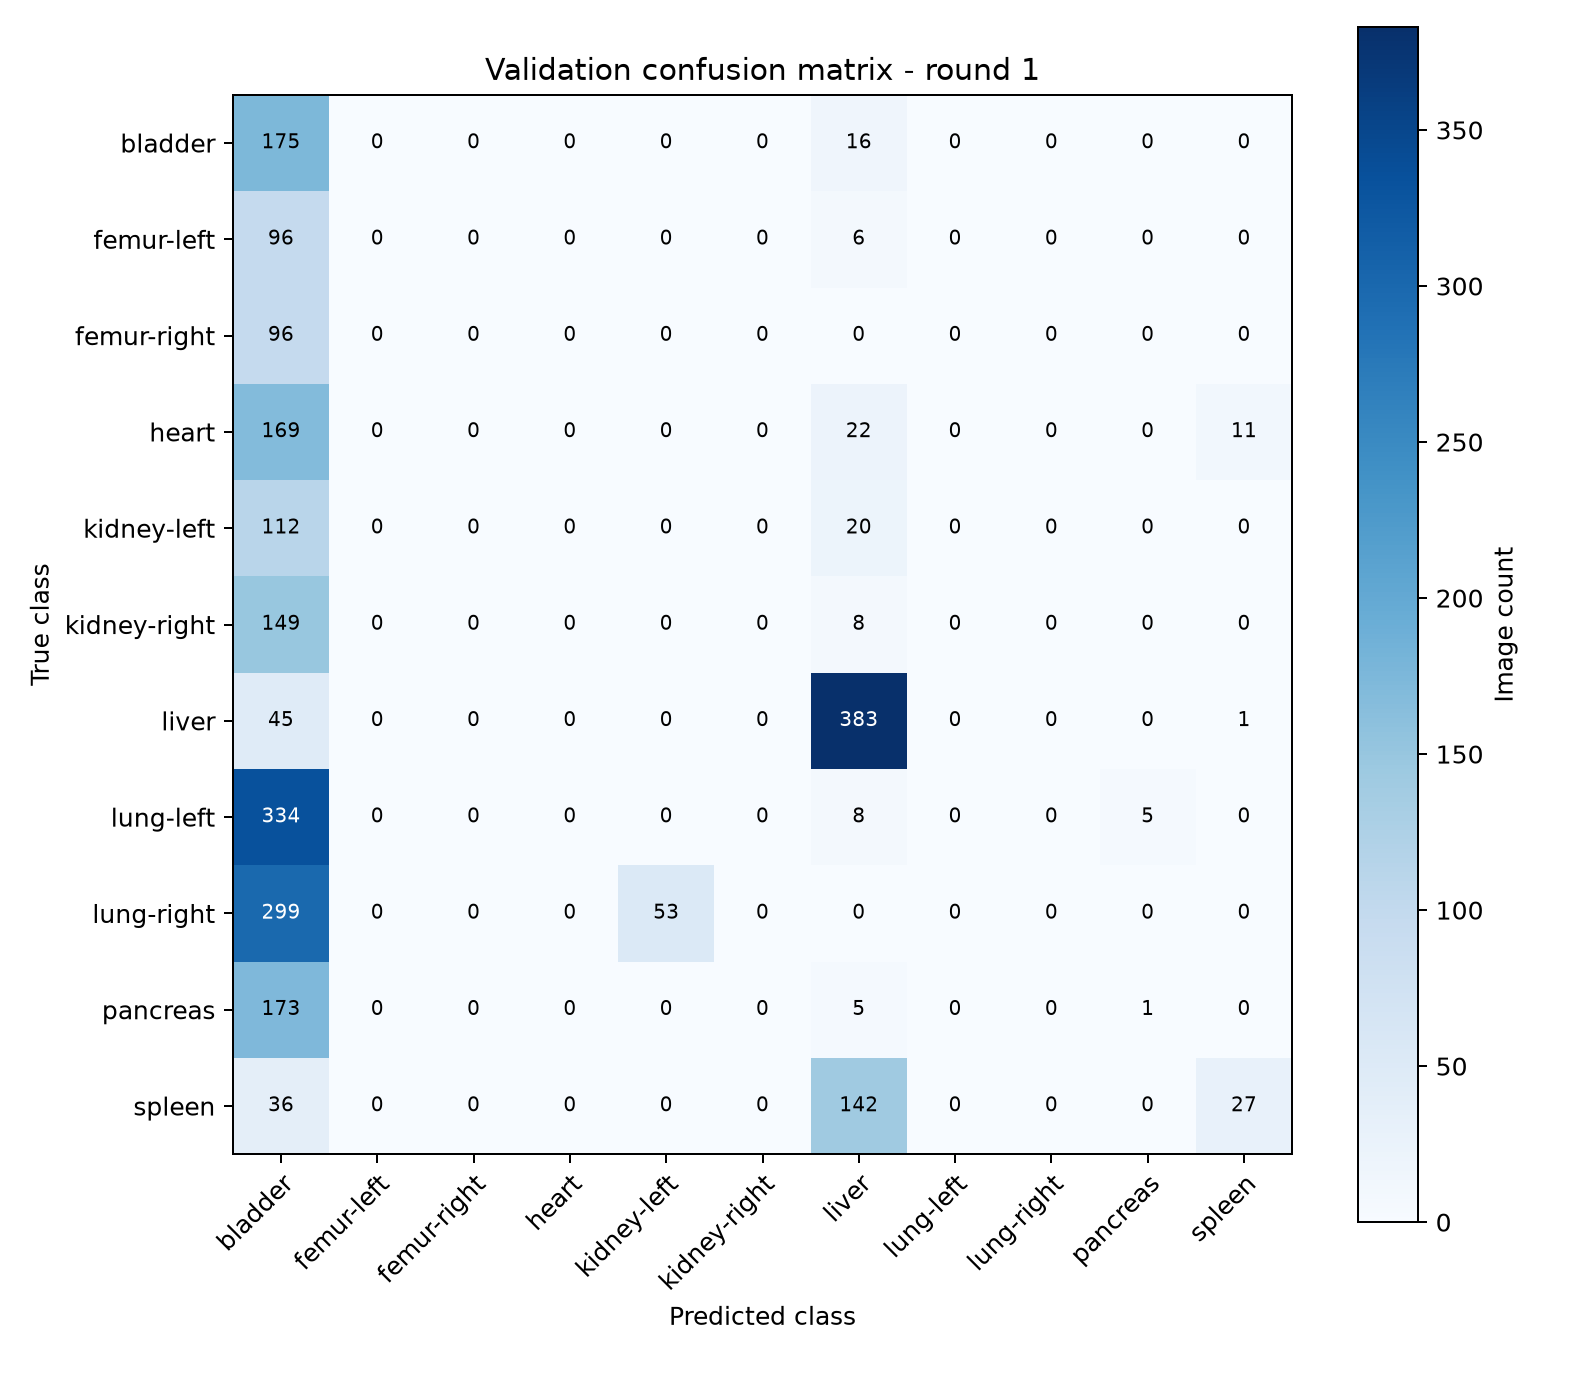 Validation confusion matrix - round 1
bladder 175 0 0 0 0 0 16 0 0 0 0
femur-left 96 0 0 0 0 0 6 0 0 0 0
femur-right 96 0 0 0 0 0 0 0 0 0 0
heart 169 0 0 0 0 0 22 0 0 0 11
kidney-left 112 0 0 0 0 0 20 0 0 0 0
kidney-right 149 0 0 0 0 0 8 0 0 0 0
liver 45 0 0 0 0 0 383 0 0 0 1
lung-left 334 0 0 0 0 0 8 0 0 5 0
lung-right 299 0 0 0 53 0 0 0 0 0 0
pancreas 173 0 0 0 0 0 5 0 0 1 0
spleen 36 0 0 0 0 0 142 0 0 0 27
True class
bladder femur-left femur-right heart kidney-left kidney-right liver lung-left lung-right pancreas spleen
Predicted class
350
300
250
200
150
100
50
0
Image count